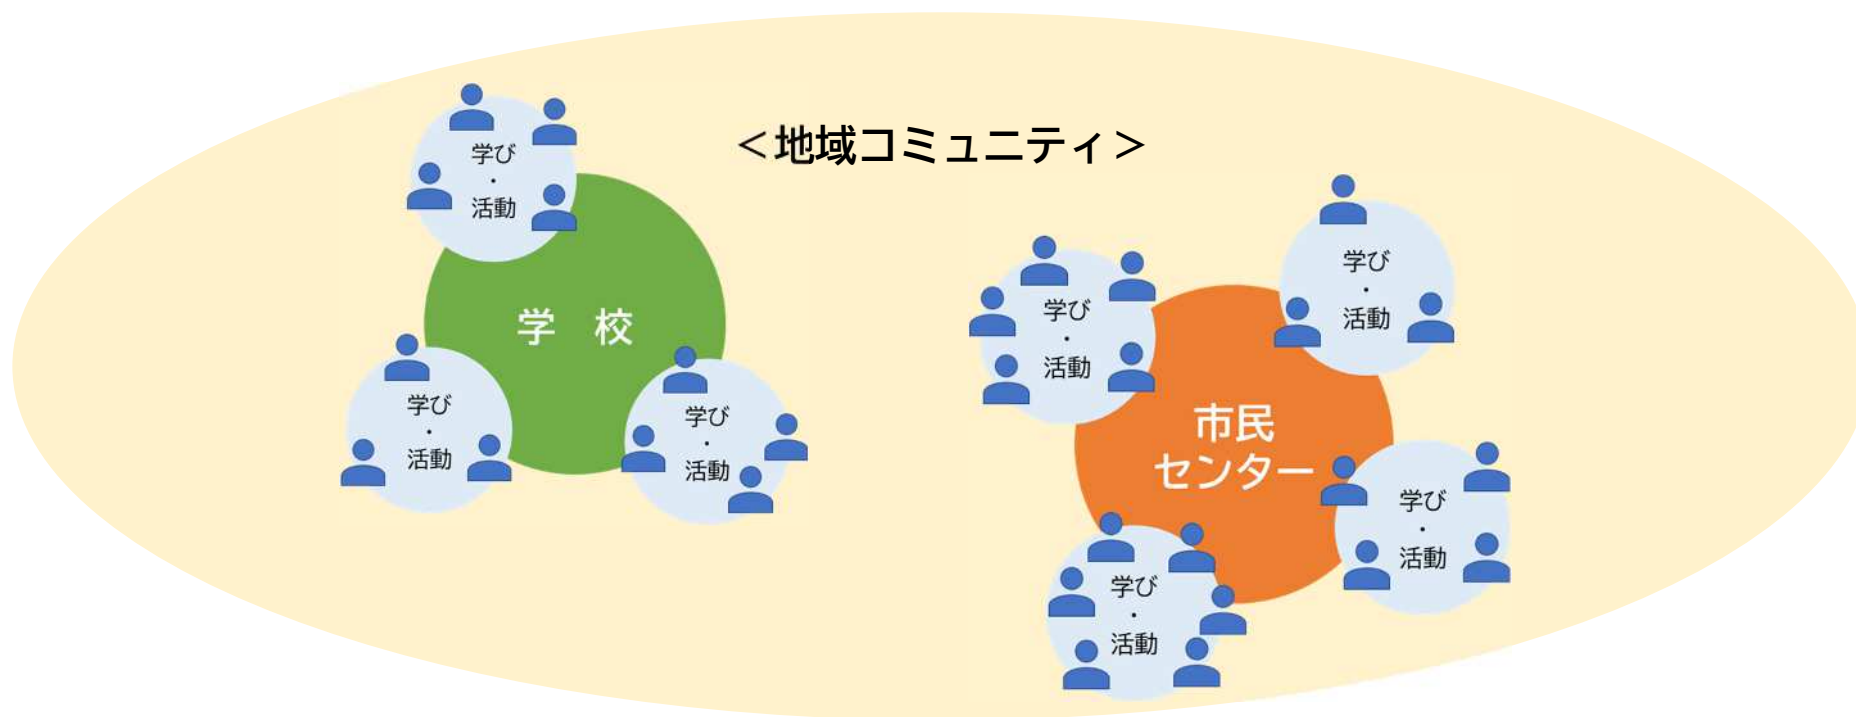 ＜地域コミュニティ＞
学び
・
活動
学　校
学び
・
活動
学び
・
活動
学び
・
活動
学び
・
活動
市民
センター
学び
・
活動
学び
・
活動